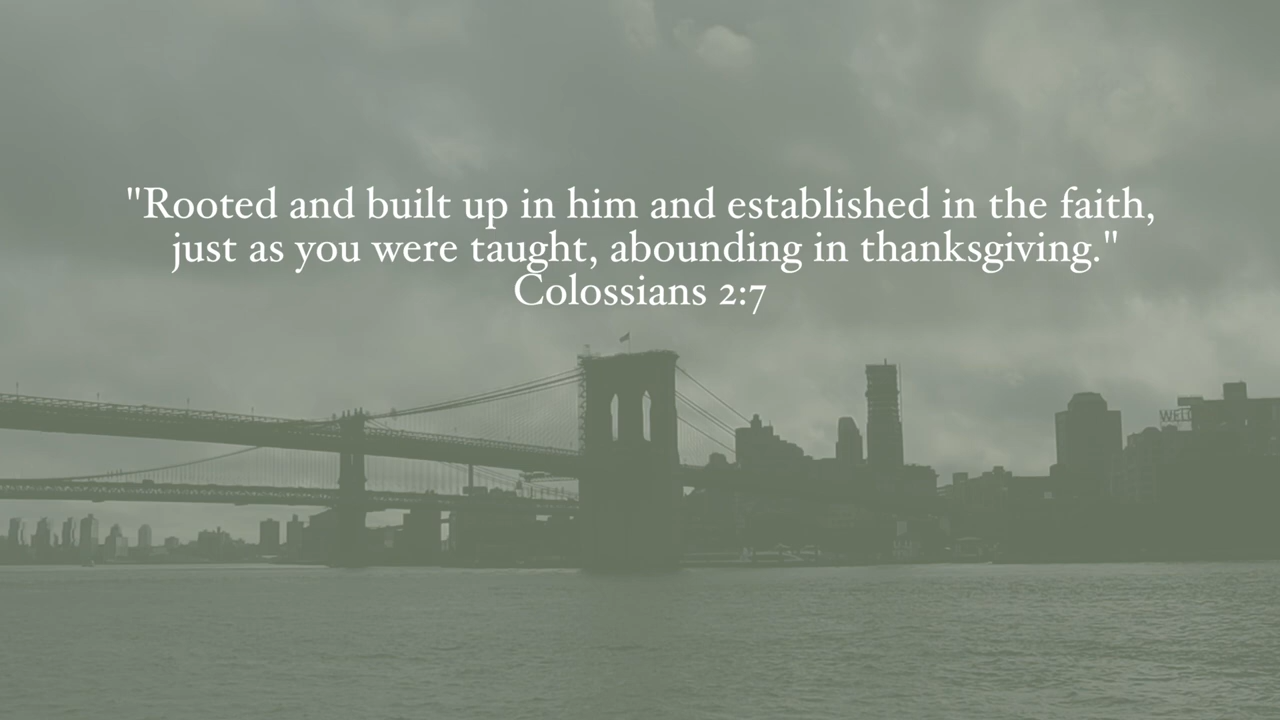 "Rooted and built up in him and established in the faith,
just as you were taught, abounding in thanksgiving."
Colossians 2:7
WELC